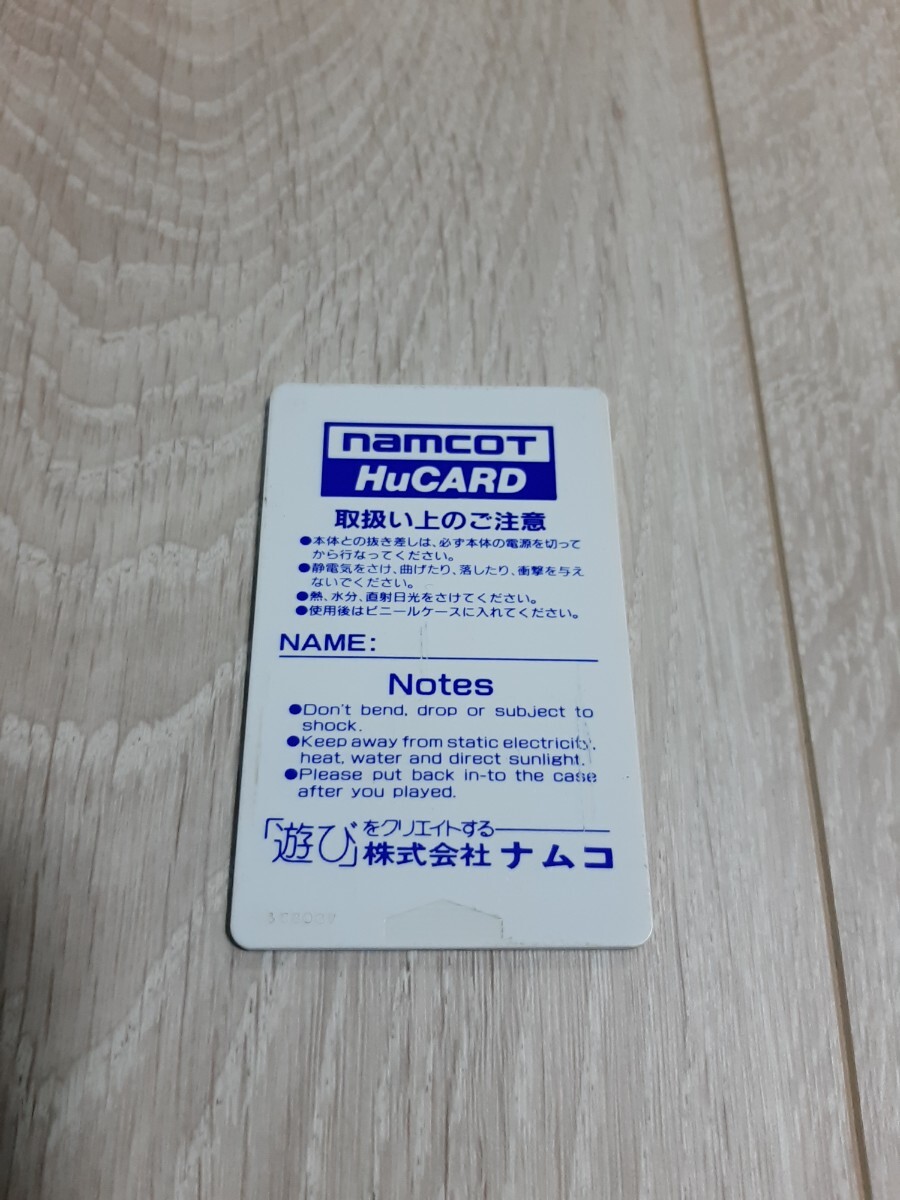 namcoT
HuCARD
取扱い上のご注意
●本体との抜き差しは、必ず本体の電源を切って
から行なってください。
●静電気をさけ、曲げたり、落したり、衝撃を与え
ないでください。
●熱、水分、直射日光をさけてください。
●使用後はビニールケースに入れてください。
NAME:
Notes
●Don't bend, drop or subject to
shock.
●Keep away from static electricity,
heat, water and direct sunlight.
●Please put back in-to the case
after you played.
「遊び」をクリエイトする
株式会社ナムコ